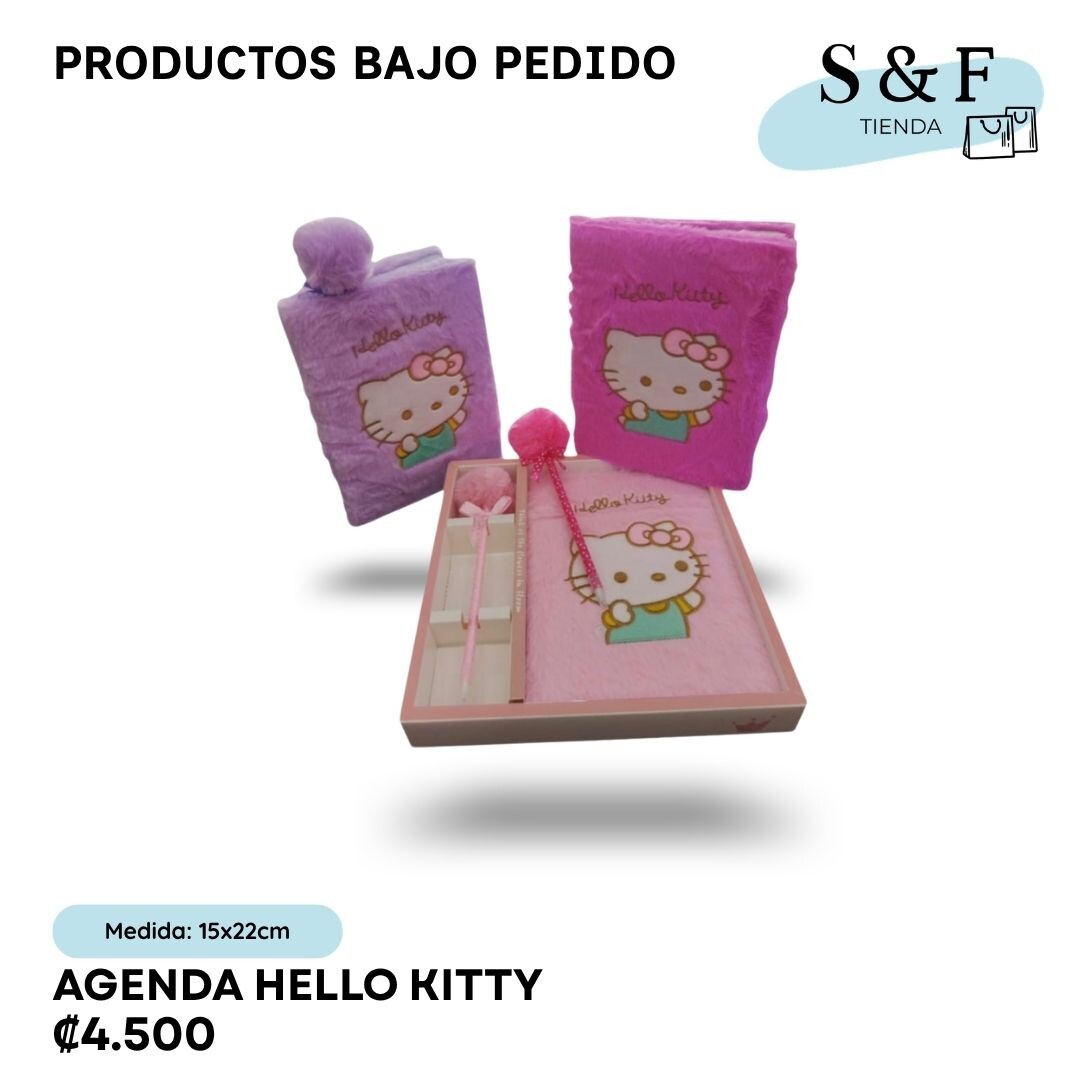 PRODUCTOS BAJO PEDIDO
S & F
TIENDA
Hello Kitty
Hello Kitty
Hello Kitty
Medida: 15x22cm
AGENDA HELLO KITTY
₡4.500